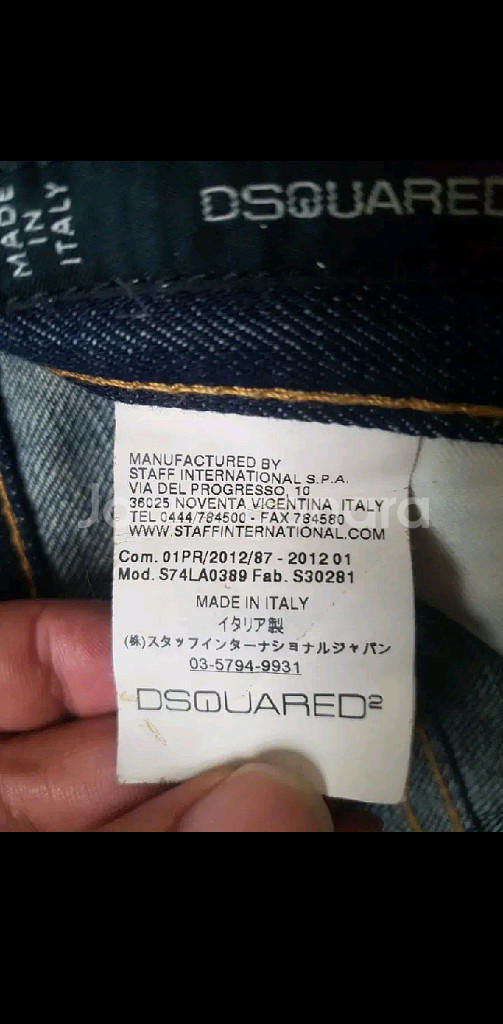 MADE
IN
ITALY
DSQUARED
MANUFACTURED BY
STAFF INTERNATIONAL S.P.A.
VIA DEL PROGRESSO, 10
36025 NOVENTA VICENTINA ITALY
TEL 0444/784500 - FAX 784580
WWW.STAFFINTERNATIONAL.COM
Com. 01PR/2012/87 - 2012 01
Mod. S74LA0389 Fab. S30281
MADE IN ITALY
イタリア製
(株)スタッフインターナショナルジャパン
03-5794-9931
DSQUARED²